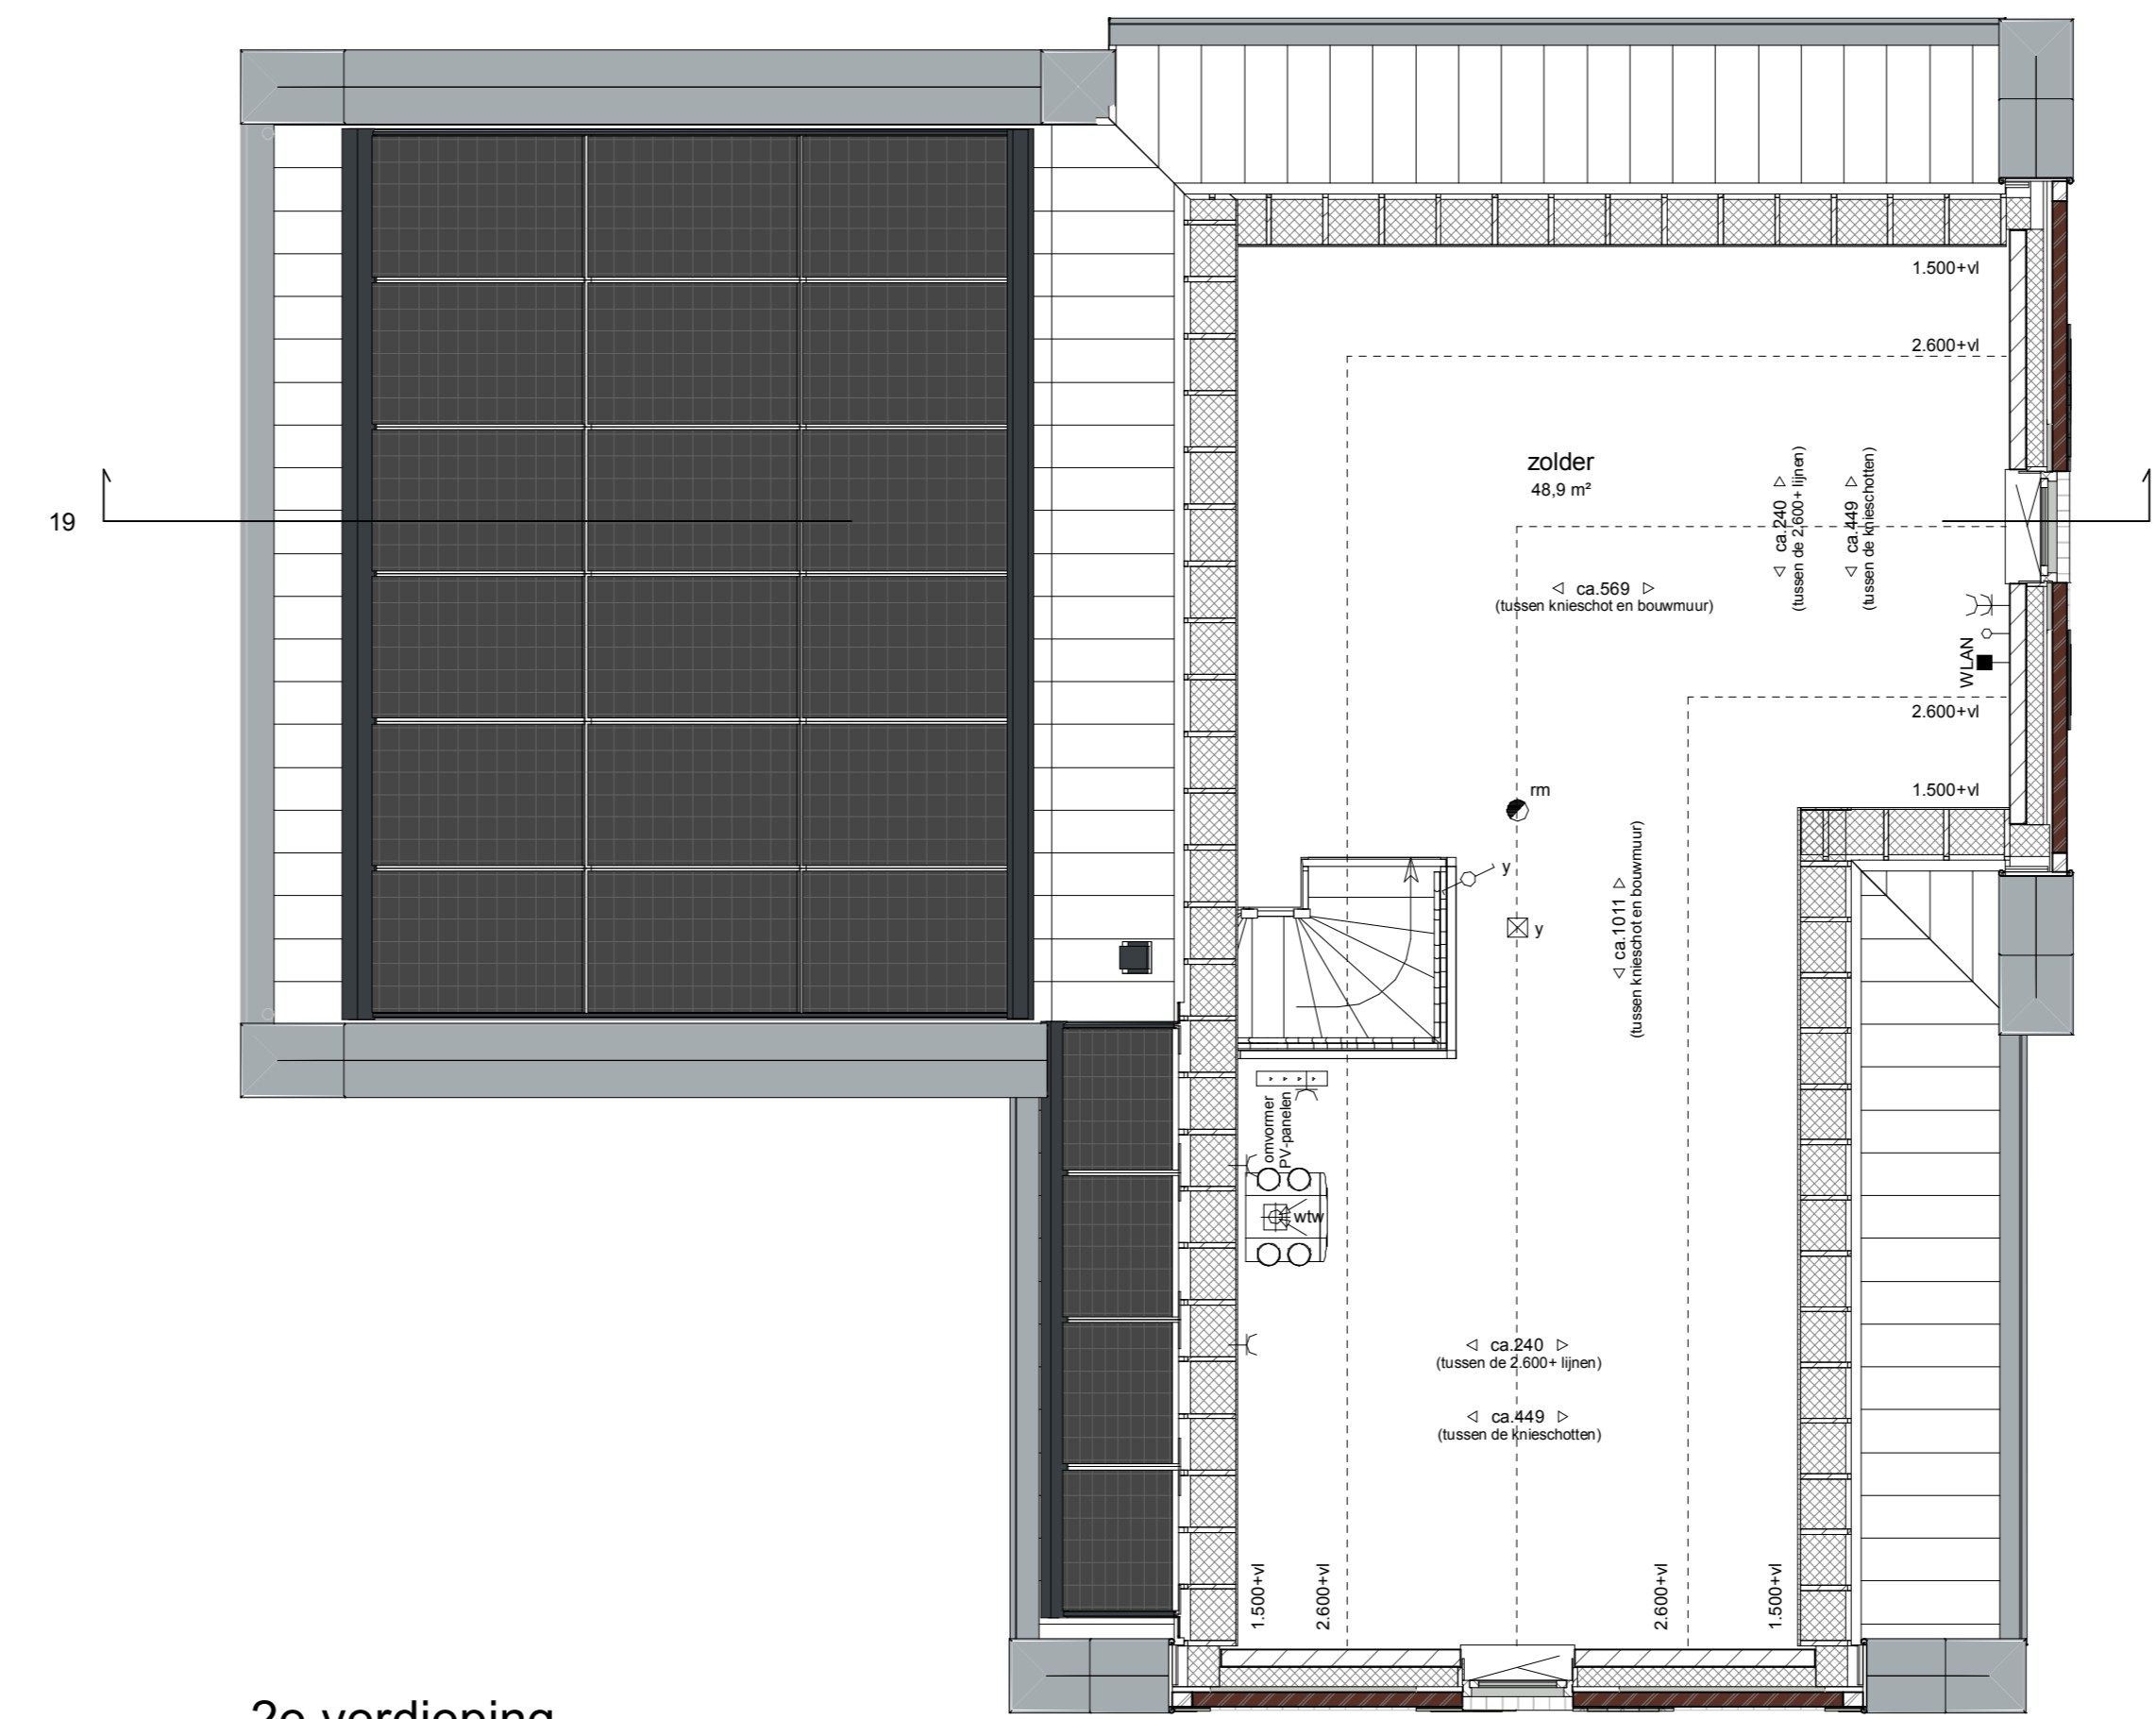 1.500+vl
2.600+vl
zolder
48,9 m²
◁ ca.240 ▷
(tussen de 2.600+ lijnen)
◁ ca.449 ▷
(tussen de knieschotten)
19
◁ ca.569 ▷
(tussen knieschot en bouwmuur)
WLAN
2.600+vl
1.500+vl
rm
y
y
◁ ca.1011 ▷
(tussen knieschot en bouwmuur)
omvormer
PV-panelen
wtw
◁ ca.240 ▷
(tussen de 2.600+ lijnen)
◁ ca.449 ▷
(tussen de knieschotten)
1.500+vl
2.600+vl
2.600+vl
1.500+vl
2e verdieping